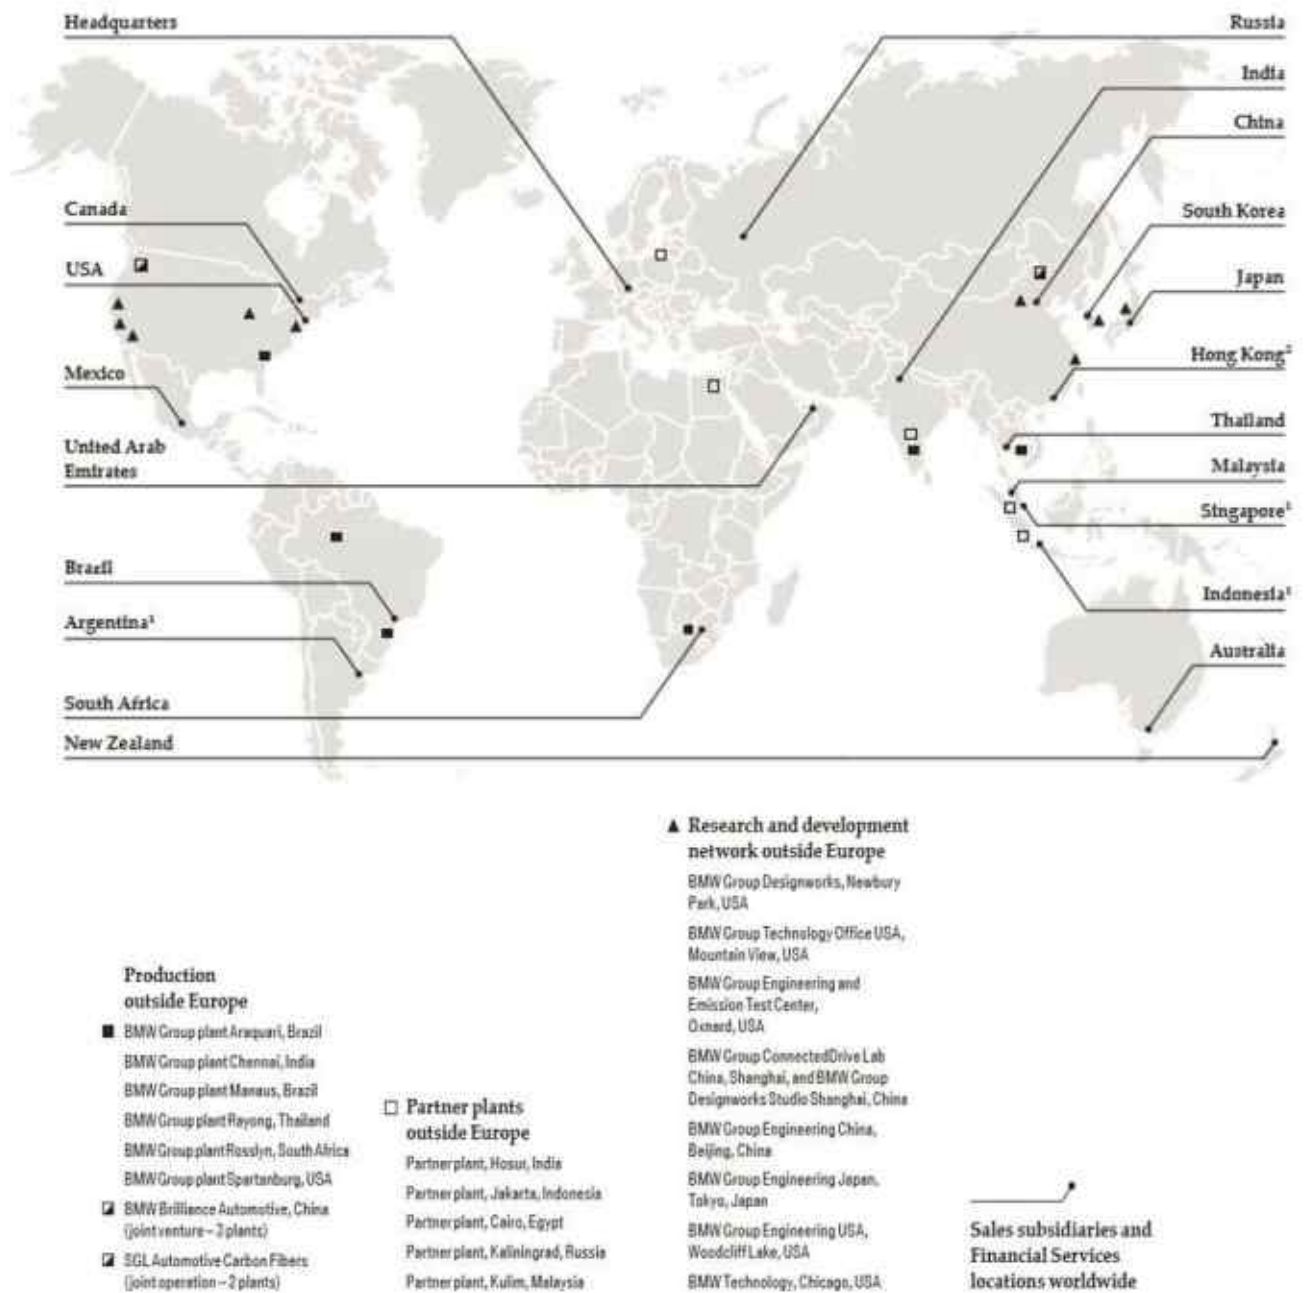 Headquarters
Russia
India
China
Canada
South Korea
USA
Japan
Hong Kong²
Mexico
Thailand
United Arab
Emirates
Malaysia
Singapore¹
Brazil
Indonesia¹
Argentina¹
Australia
South Africa
New Zealand
▲ Research and development
network outside Europe
BMW Group Designworks, Newbury
Park, USA
BMW Group Technology Office USA,
Mountain View, USA
BMW Group Engineering and
Emission Test Center,
Oxnard, USA
BMW Group ConnectedDrive Lab
China, Shanghai, and BMW Group
Designworks Studio Shanghai, China
BMW Group Engineering China,
Beijing, China
BMW Group Engineering Japan,
Tokyo, Japan
BMW Group Engineering USA,
Woodcliff Lake, USA
BMW Technology, Chicago, USA
Production
outside Europe
BMW Group plant Araquari, Brazil
BMW Group plant Chennai, India
BMW Group plant Manaus, Brazil
BMW Group plant Rayong, Thailand
BMW Group plant Rosslyn, South Africa
BMW Group plant Spartanburg, USA
BMW Brilliance Automotive, China
(joint venture – 3 plants)
SGL Automotive Carbon Fibers
(joint operation – 2 plants)
Partner plants
outside Europe
Partner plant, Hosur, India
Partner plant, Jakarta, Indonesia
Partner plant, Cairo, Egypt
Partner plant, Kaliningrad, Russia
Partner plant, Kulim, Malaysia
Sales subsidiaries and
Financial Services
locations worldwide